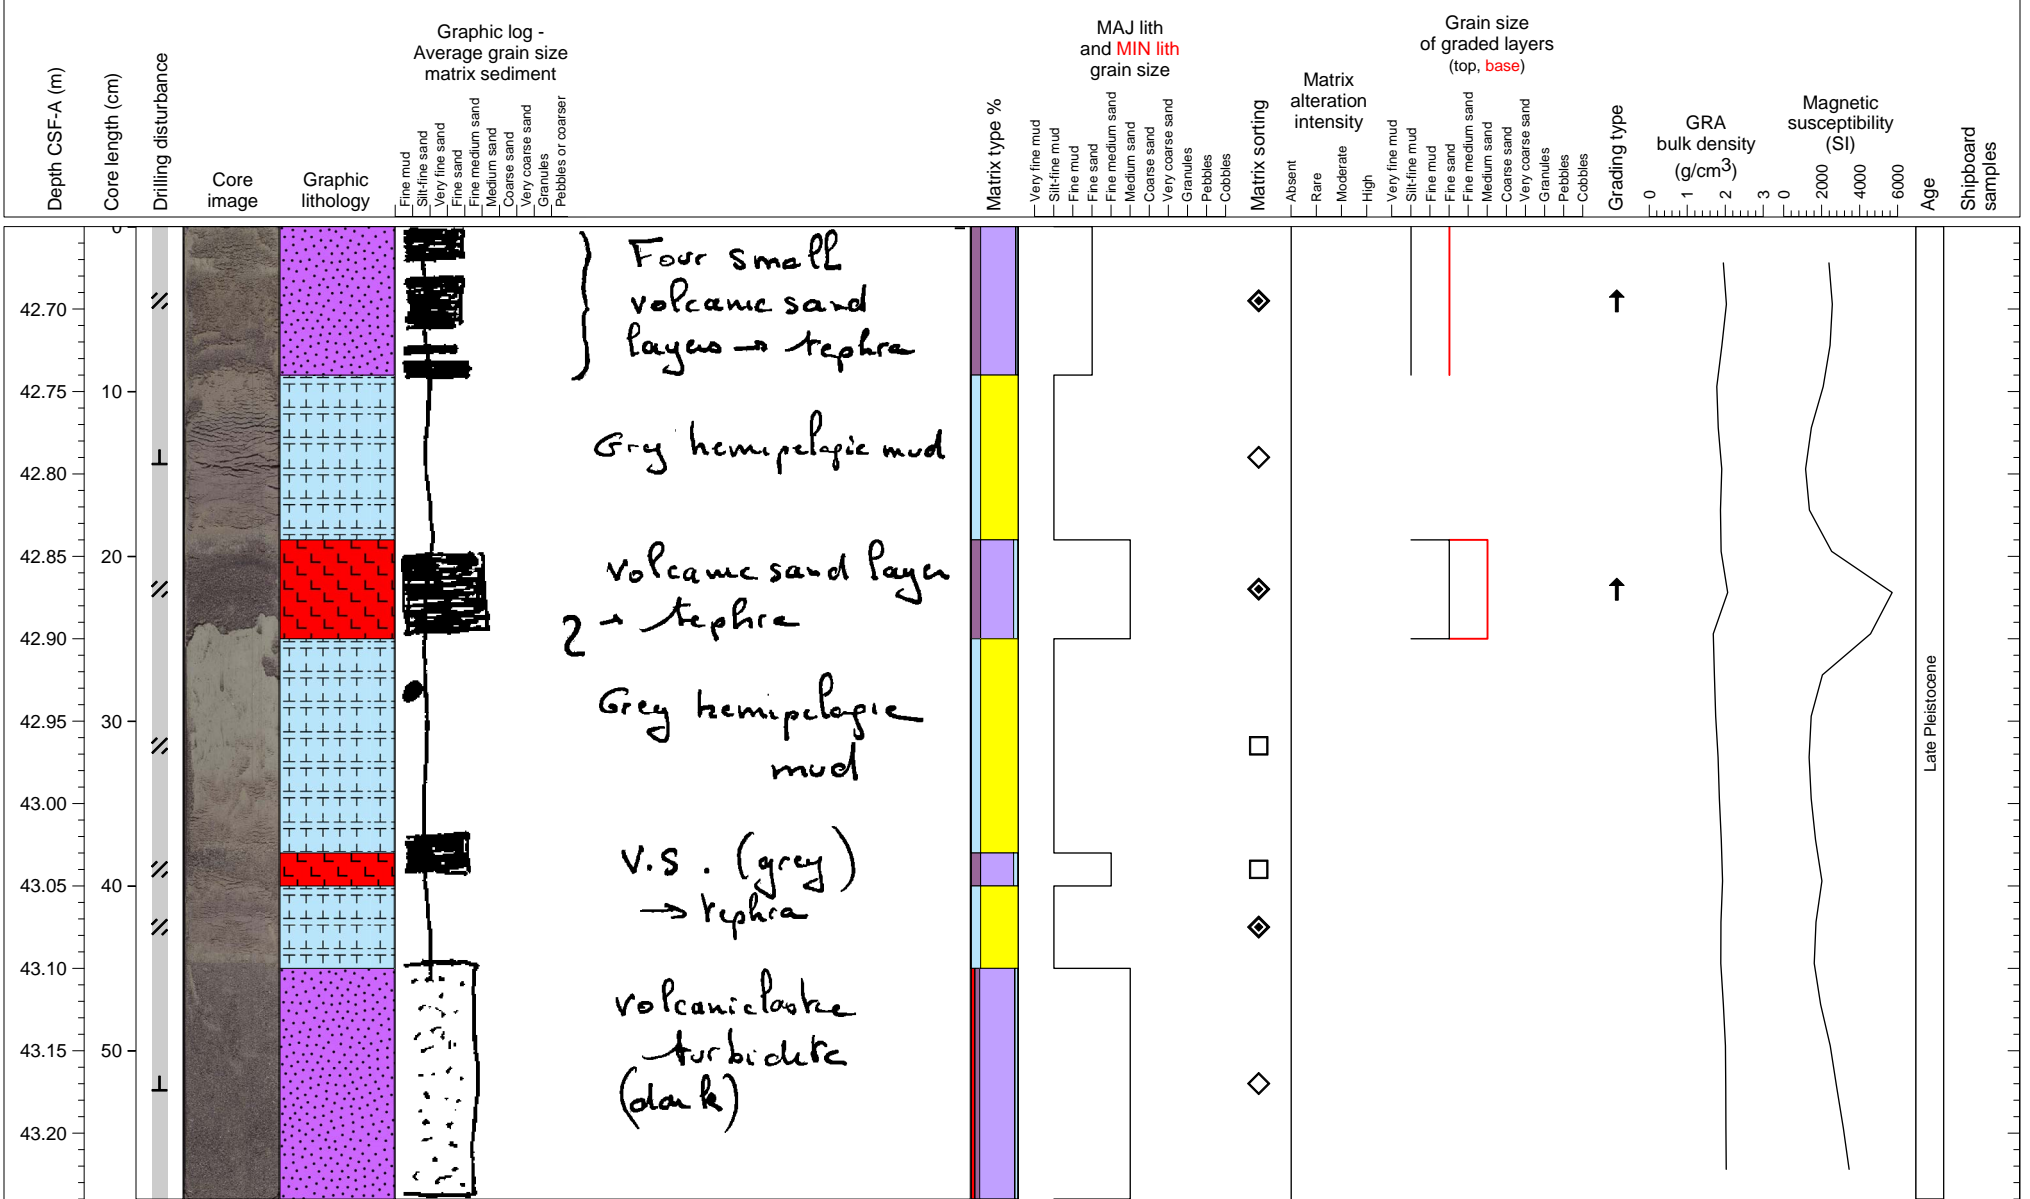 Depth CSF-A (m)
Core length (cm)
Drilling disturbance
Core
image
Graphic
lithology
Graphic log -
Average grain size
matrix sediment
Fine mud
Silt-fine sand
Very fine sand
Fine sand
Fine medium sand
Medium sand
Coarse sand
Very coarse sand
Granules
Pebbles or coarser
Matrix type %
MAJ lith
and MIN lith
grain size
Very fine mud
Silt-fine mud
Fine mud
Fine sand
Fine medium sand
Medium sand
Coarse sand
Very coarse sand
Granules
Pebbles
Cobbles
Matrix sorting
Matrix
alteration
intensity
Absent
Rare
Moderate
High
Grain size
of graded layers
(top, base)
Very fine mud
Silt-fine mud
Fine mud
Fine sand
Fine medium sand
Medium sand
Coarse sand
Very coarse sand
Granules
Pebbles
Cobbles
Grading type
GRA
bulk density
(g/cm3)
0 1 2 3
Magnetic
susceptibility
(SI)
0 2000 4000 6000
Age
Shipboard
samples
0
42.70
42.75
10
42.80
42.85
20
42.90
42.95
30
43.00
43.05
40
43.10
43.15
50
43.20
Four small
volcanic sand
layers → tephra
Grey hemipelagic mud
Volcanic sand layer
→ tephra
Grey hemipelagic
mud
V.S. (grey)
→ tephra
Volcaniclastic
turbidite
(dark)
Late Pleistocene